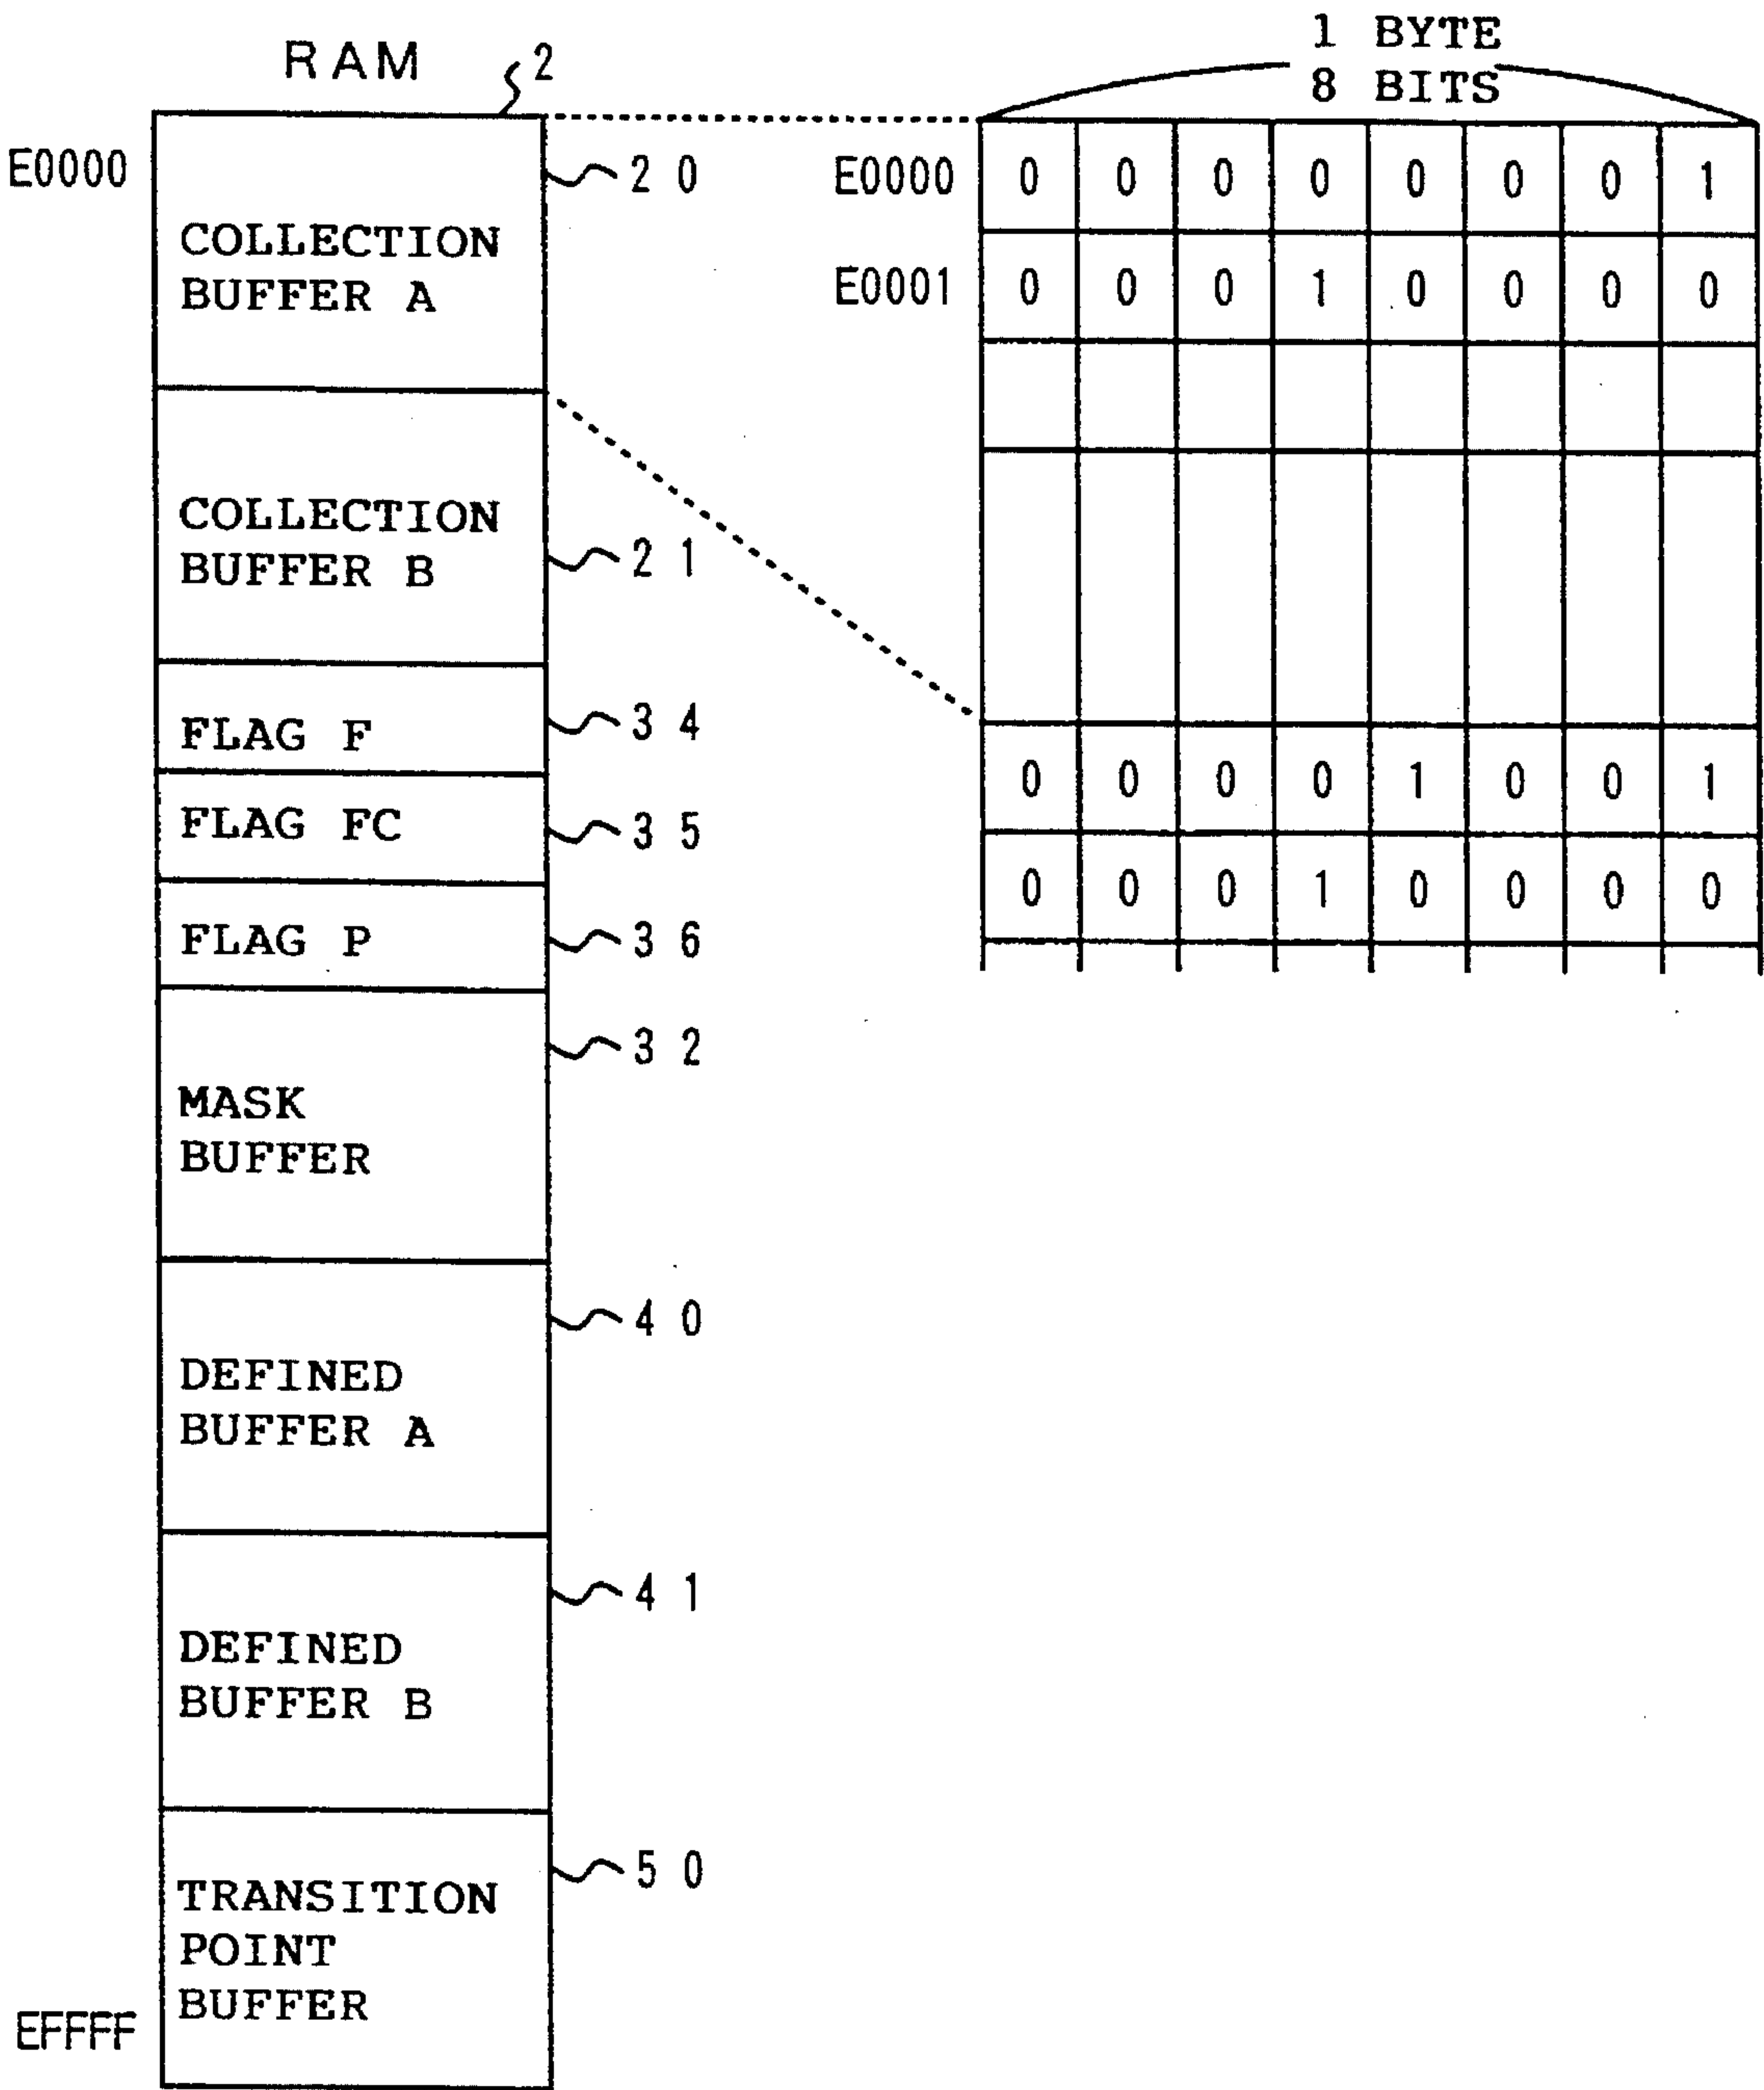 RAM
2
E0000
20
COLLECTION
BUFFER A
COLLECTION
BUFFER B
21
FLAG F
34
FLAG FC
35
FLAG P
36
32
MASK
BUFFER
40
DEFINED
BUFFER A
41
DEFINED
BUFFER B
50
TRANSITION
POINT
BUFFER
EFFFF
1 BYTE
8 BITS
E0000 0 0 0 0 0 0 0 1
E0001 0 0 0 1 0 0 0 0
0 0 0 0 1 0 0 1
0 0 0 1 0 0 0 0